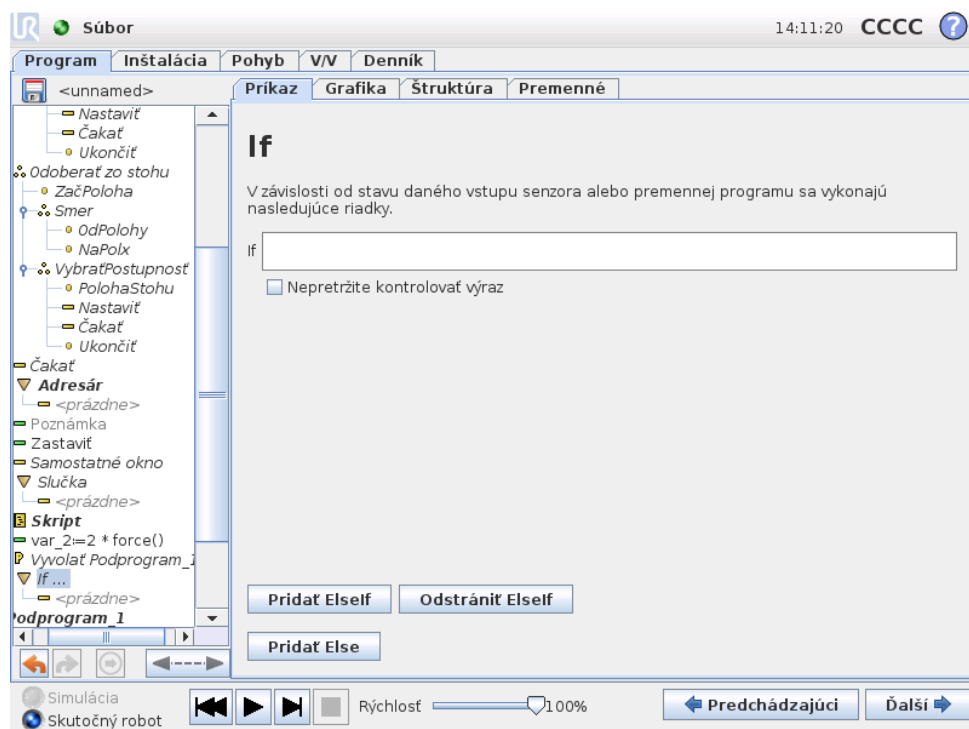 UR Súbor 14:11:20 CCCC ?
Program Inštalácia Pohyb V/V Denník
<unnamed>
Príkaz Grafika Štruktúra Premenné
Nastaviť
Čakať
Ukončiť
Odoberať zo stohu
ZačPoloha
Smer
OdPolohy
NaPolx
VybraťPostupnosť
PolohaStohu
Nastaviť
Čakať
Ukončiť
Čakať
Adresár
<prázdne>
Poznámka
Zastaviť
Samostatné okno
Slučka
<prázdne>
Skript
var_2:=2 * force()
P Vyvolať Podprogram_1
If ...
<prázdne>
Podprogram_1
If
V závislosti od stavu daného vstupu senzora alebo premennej programu sa vykonajú
nasledujúce riadky.
If
Nepretržite kontrolovať výraz
Pridať ElseIf Odstrániť ElseIf
Pridať Else
Simulácia
Skutočný robot
Rýchlosť 100%
Predchádzajúci Ďalší